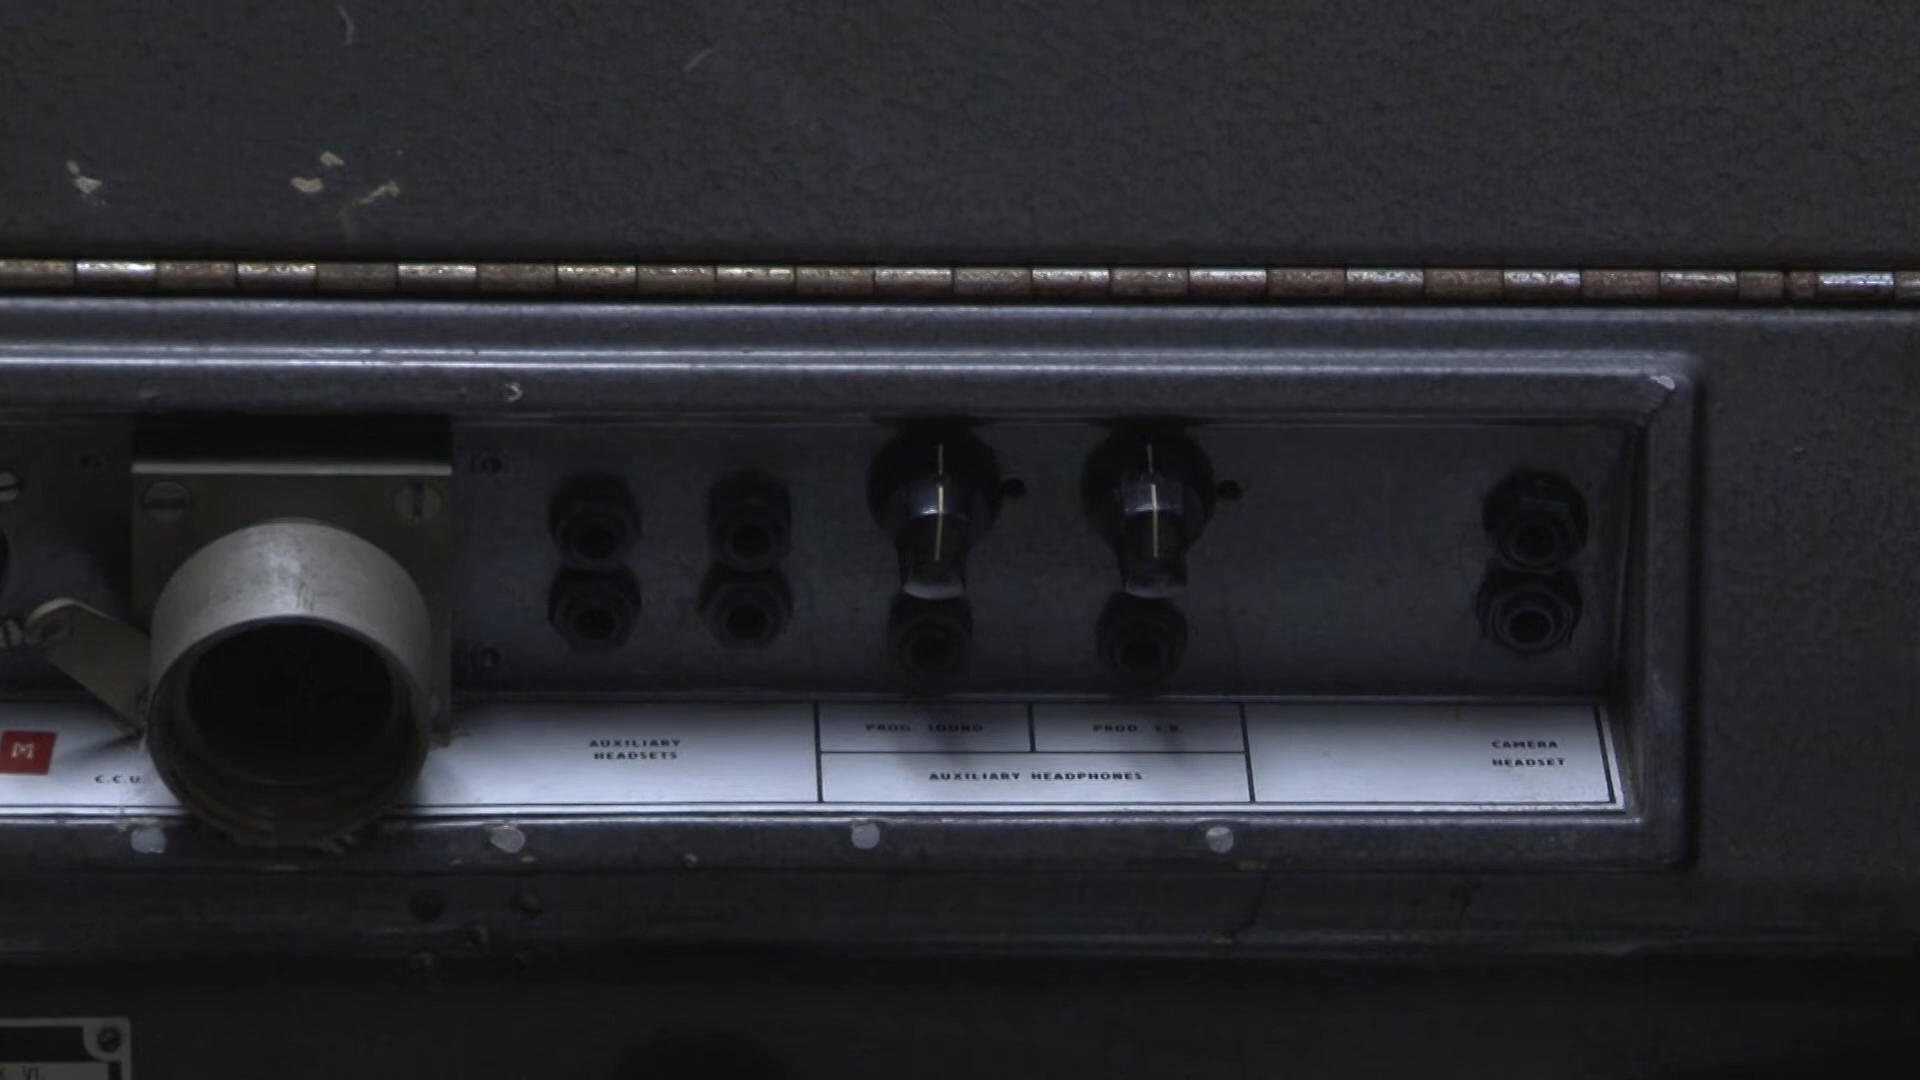 M
C.C.U.
AUXILIARY
HEADSETS
PROG SOUND
PROD T.B.
AUXILIARY HEADPHONES
CAMERA
HEADSET